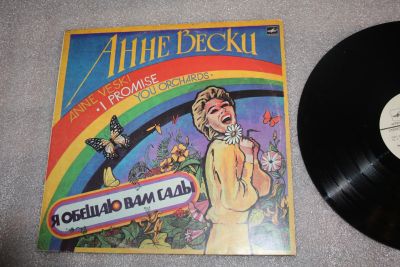 Анне Вески
ANNE VESKI
• I PROMISE
YOU ORCHARDS •
Я ОБЕЩАЮ ВАМ САДЫ